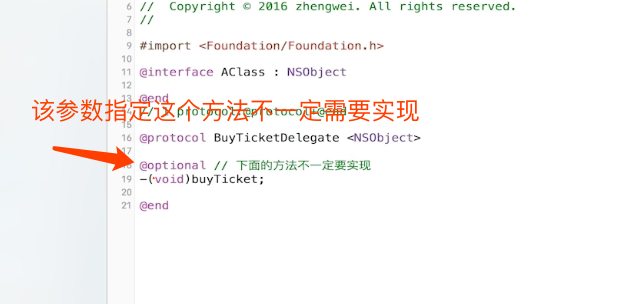 6 // Copyright © 2016 zhengwei. All rights reserved.
7 //
8
9 #import <Foundation/Foundation.h>
10
11 @interface AClass : NSObject
12
13 @end
该参数指定这个方法不一定需要实现
14 // @protocol @end
15
16 @protocol BuyTicketDelegate <NSObject>
17
18 @optional // 下面的方法不一定要实现
19 -(void)buyTicket;
20
21 @end